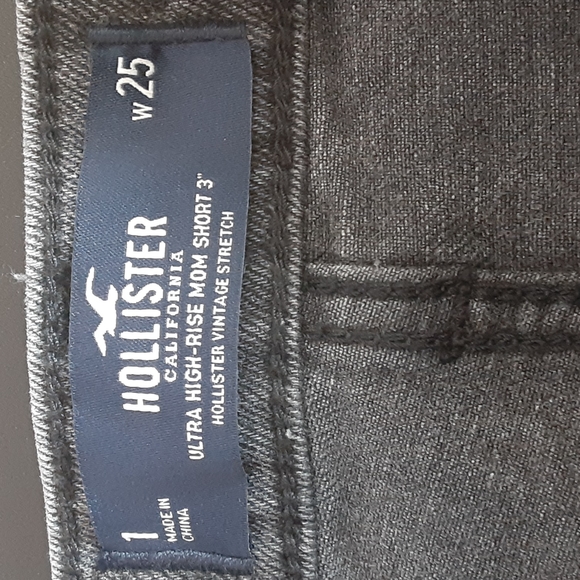 1
MADE IN
CHINA
HOLLISTER
CALIFORNIA
ULTRA HIGH-RISE MOM SHORT 3"
HOLLISTER VINTAGE STRETCH
W 25